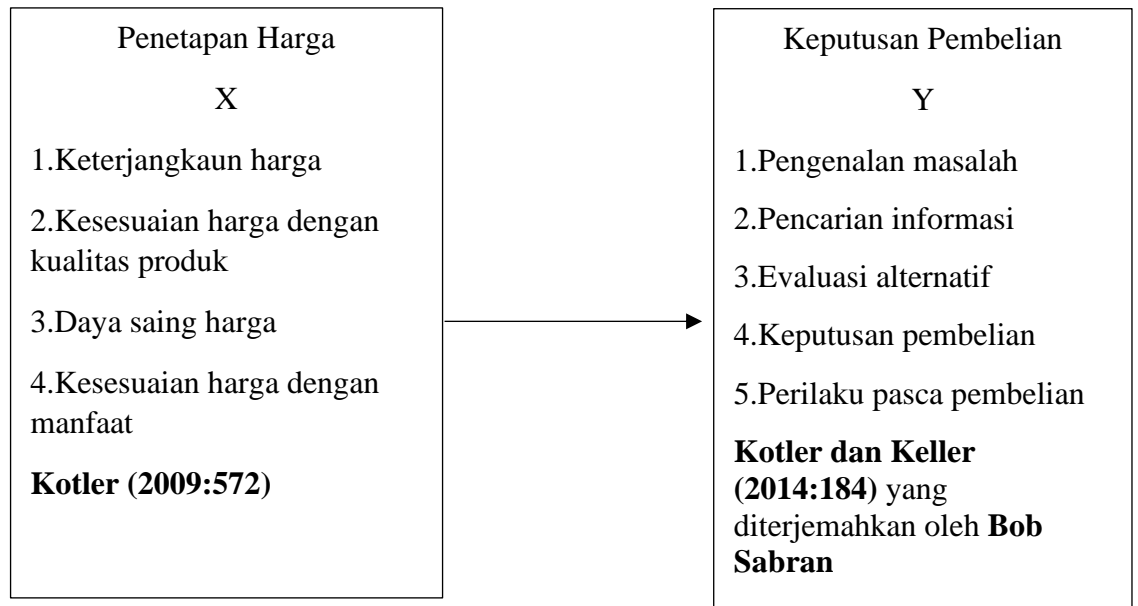 Penetapan Harga
X
1.Keterjangkaun harga
2.Kesesuaian harga dengan
kualitas produk
3.Daya saing harga
4.Kesesuaian harga dengan
manfaat
Kotler (2009:572)
Keputusan Pembelian
Y
1.Pengenalan masalah
2.Pencarian informasi
3.Evaluasi alternatif
4.Keputusan pembelian
5.Perilaku pasca pembelian
Kotler dan Keller
(2014:184) yang
diterjemahkan oleh Bob
Sabran